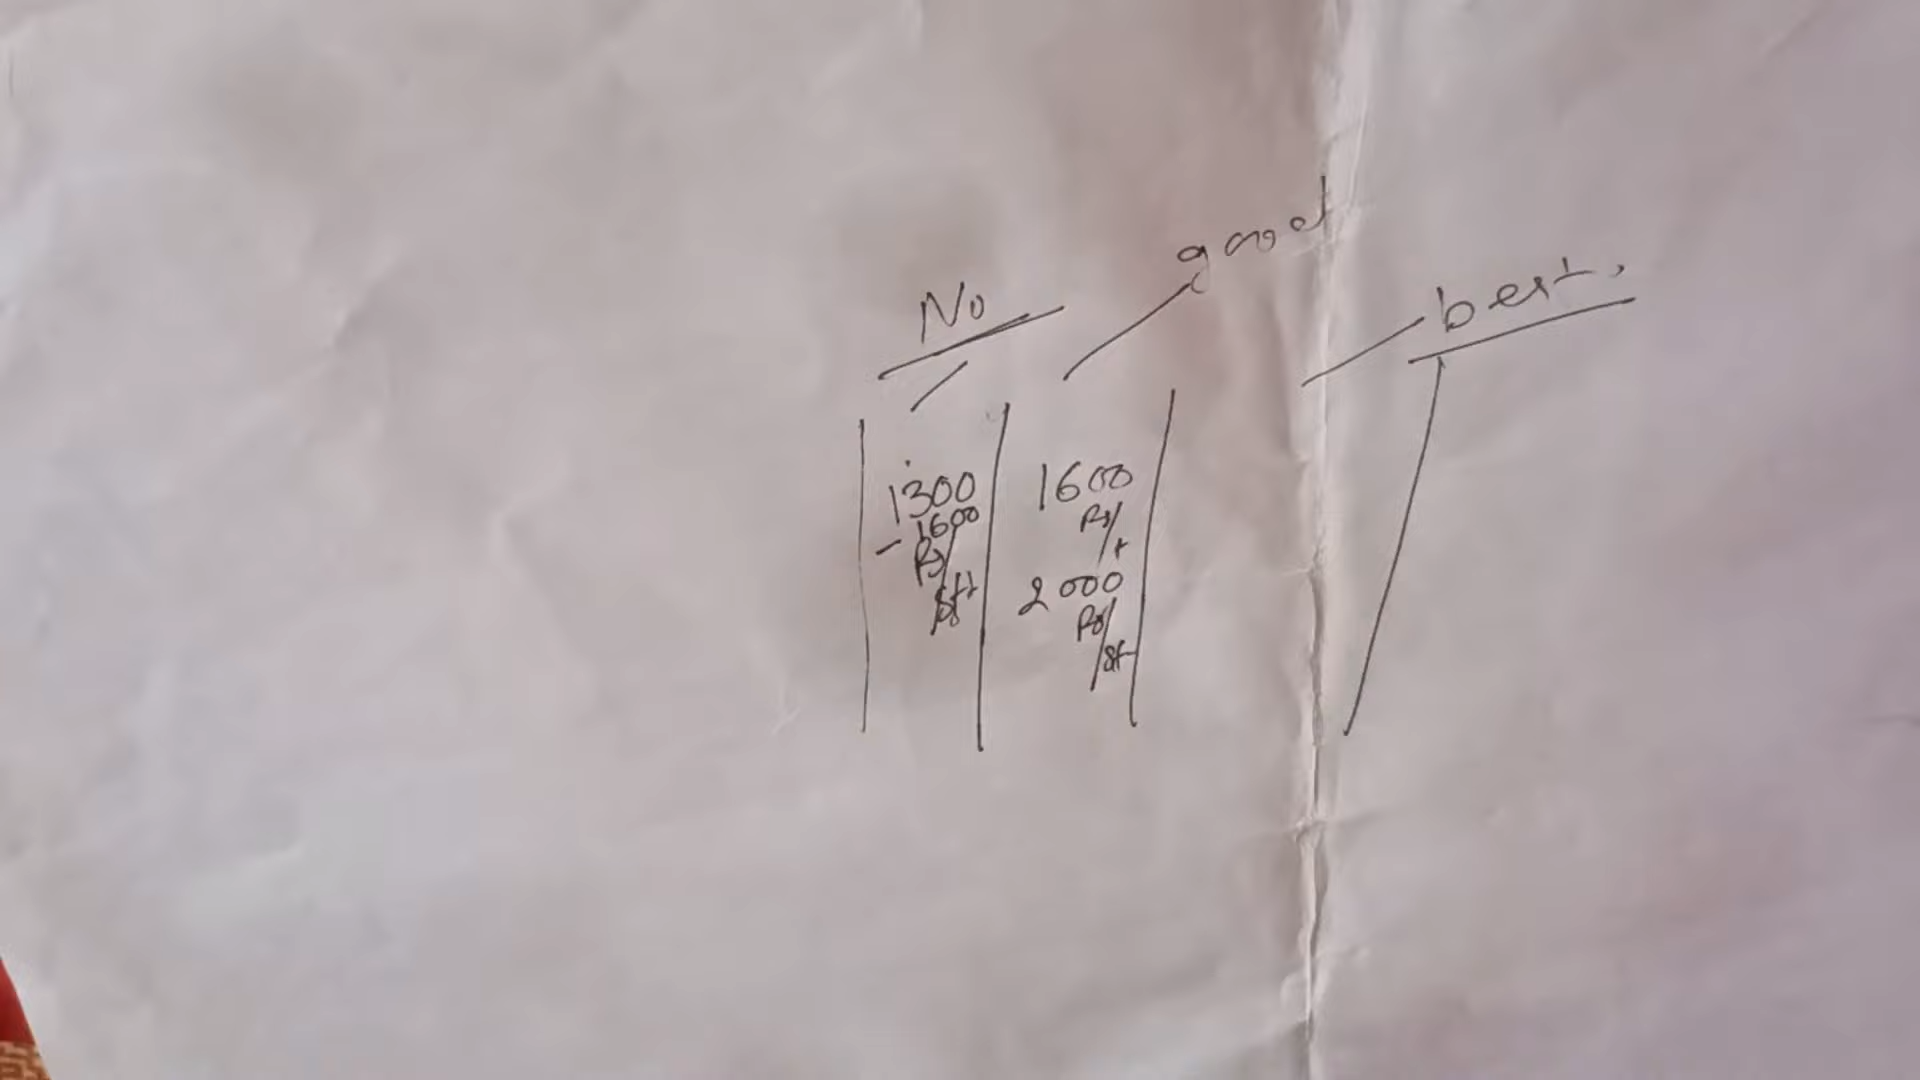 No
good
best.
1300
- 1600
Rs/
Sft
1600
Rs/
2000
Rs/
sft